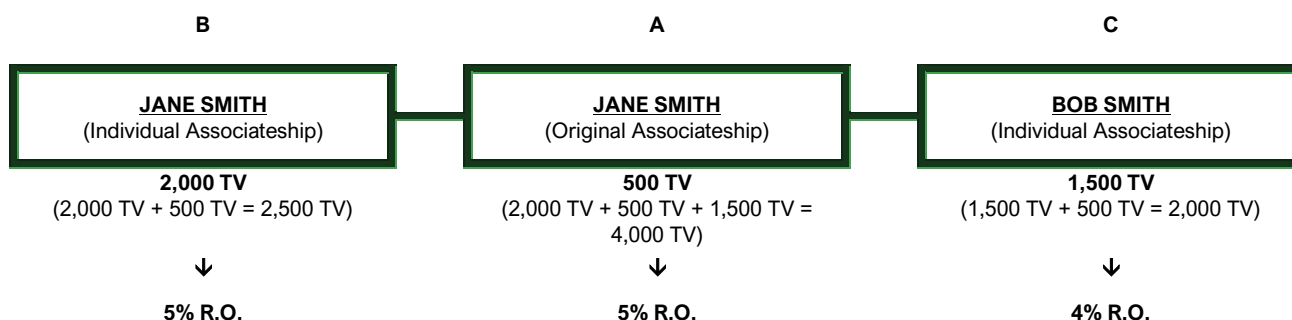 B
A
C
JANE SMITH
(Individual Associateship)
JANE SMITH
(Original Associateship)
BOB SMITH
(Individual Associateship)
2,000 TV
(2,000 TV + 500 TV = 2,500 TV)
500 TV
(2,000 TV + 500 TV + 1,500 TV =
4,000 TV)
1,500 TV
(1,500 TV + 500 TV = 2,000 TV)
5% R.O.
5% R.O.
4% R.O.